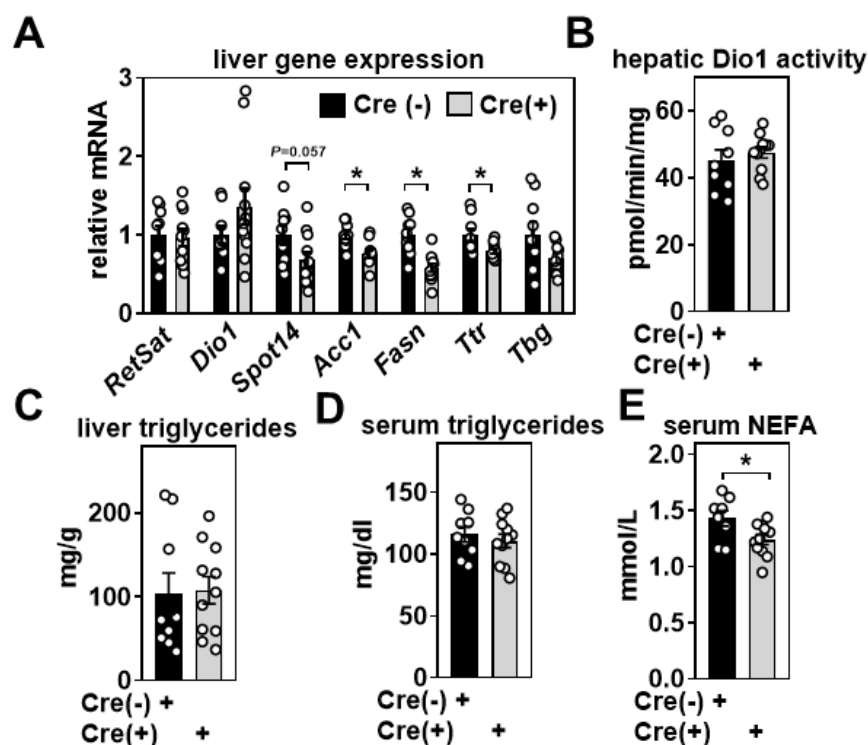 A
liver gene expression
relative mRNA
3
2
1
0
Cre (-)
Cre(+)
P=0.057
*
*
*
RetSat
Dio1
Spot14
Acc1
Fasn
Ttr
Tbg
B
hepatic Dio1 activity
pmol/min/mg
60
40
20
0
Cre(-) +
Cre(+) +
C
liver triglycerides
mg/g
200
100
0
Cre(-) +
Cre(+) +
D
serum triglycerides
mg/dl
150
100
50
0
Cre(-) +
Cre(+) +
E
serum NEFA
mmol/L
2.0
1.5
1.0
0.5
0.0
*
Cre(-) +
Cre(+) +